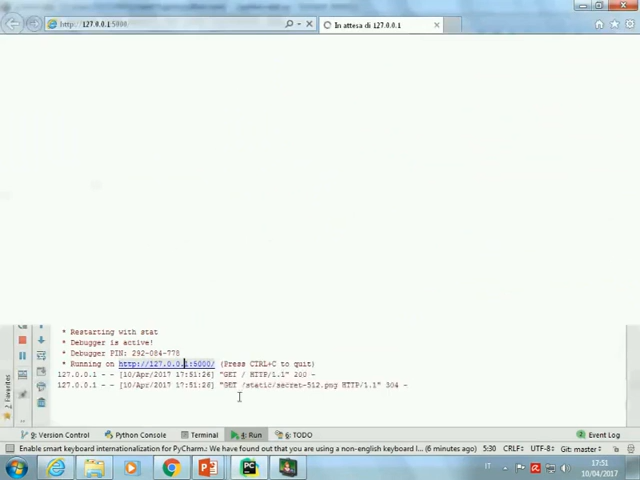 http://127.0.0.1:5000/
In attesa di 127.0.0.1
* Restarting with stat
* Debugger is active!
* Debugger PIN: 292-084-778
* Running on http://127.0.0.1:5000/ (Press CTRL+C to quit)
127.0.0.1 - - [10/Apr/2017 17:51:26] "GET / HTTP/1.1" 200 -
127.0.0.1 - - [10/Apr/2017 17:51:26] "GET /static/secret-512.png HTTP/1.1" 304 -
2: Favorites
9: Version Control Python Console Terminal 4: Run 6: TODO Event Log
Enable smart keyboard internationalization for PyCharm.: We have found out that you are using a non-english keyboard l... (6 minutes ago) 5:30 CRLF÷ UTF-8÷ Git: master÷
IT 17:51
10/04/2017